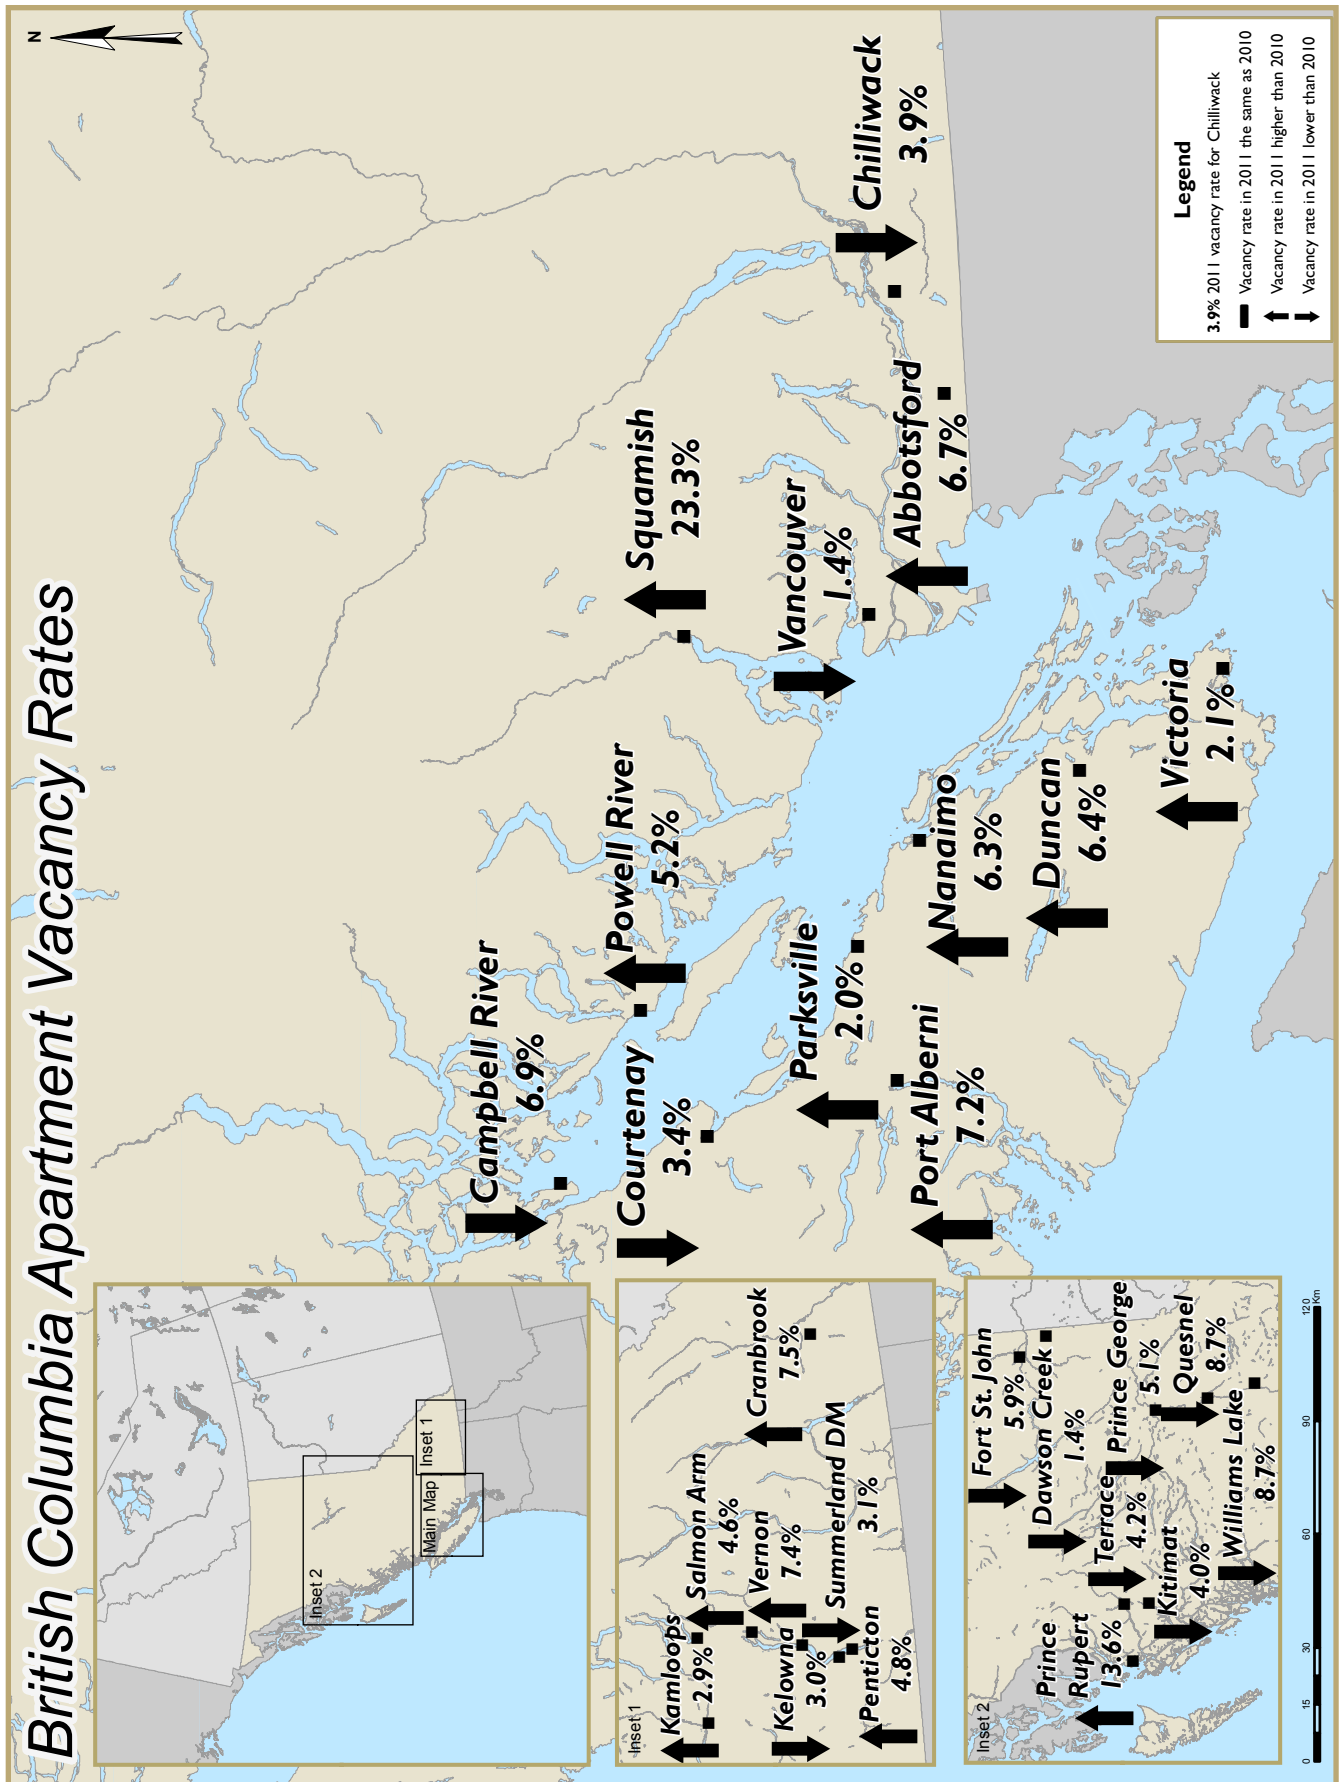 British Columbia Apartment Vacancy Rates
N
Campbell River
6.9%
Courtenay
3.4%
Powell River
5.2%
Squamish
23.3%
Vancouver
1.4%
Abbotsford
6.7%
Chilliwack
3.9%
Parksville
2.0%
Port Alberni
7.2%
Nanaimo
6.3%
Duncan
6.4%
Victoria
2.1%
Inset 2
Main Map
Inset 1
Inset 1
Kamloops
2.9%
Salmon Arm
4.6%
Vernon
7.4%
Kelowna
3.0%
Summerland DM
3.1%
Penticton
4.8%
Cranbrook
7.5%
Inset 2
Fort St. John
5.9%
Dawson Creek
1.4%
Prince
Rupert
13.6%
Terrace
4.2%
Prince George
5.1%
Kitimat
4.0%
Quesnel
8.7%
Williams Lake
8.7%
0 15 30 60 90 120
Km
Legend
3.9% 2011 vacancy rate for Chilliwack
Vacancy rate in 2011 the same as 2010
Vacancy rate in 2011 higher than 2010
Vacancy rate in 2011 lower than 2010